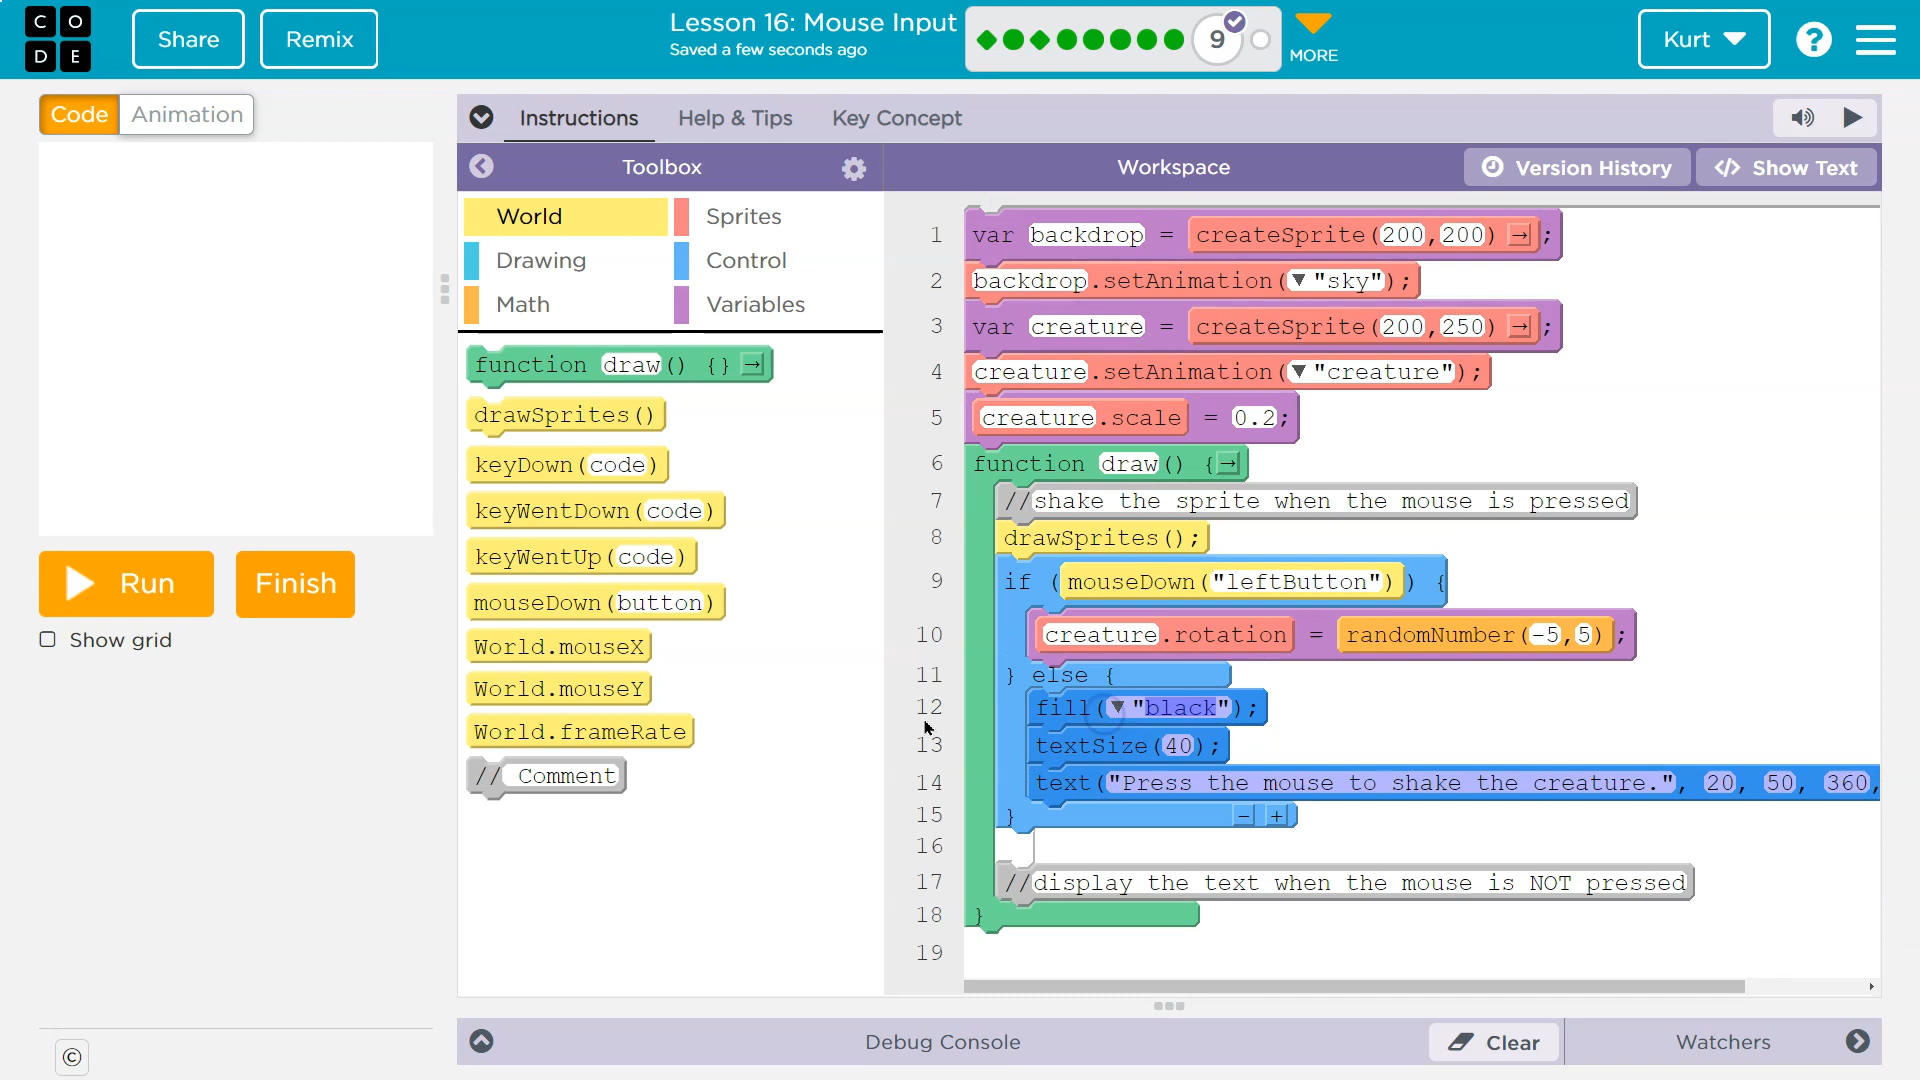 CODE
Share
Remix
Lesson 16: Mouse Input
Saved a few seconds ago
9
MORE
Kurt
?
Code
Animation
Instructions
Help & Tips
Key Concept
Toolbox
Workspace
Version History
</> Show Text
World
Sprites
Drawing
Control
Math
Variables
function draw() {} →
drawSprites()
keyDown(code)
keyWentDown(code)
keyWentUp(code)
mouseDown(button)
World.mouseX
World.mouseY
World.frameRate
// Comment
Run
Finish
Show grid
1 var backdrop = createSprite(200,200) → ;
2 backdrop.setAnimation(▼"sky");
3 var creature = createSprite(200,250) → ;
4 creature.setAnimation(▼"creature");
5 creature.scale = 0.2;
6 function draw() {→
7 //shake the sprite when the mouse is pressed
8 drawSprites();
9 if (mouseDown("leftButton")) {
10 creature.rotation = randomNumber(-5,5);
11 } else {
12 fill(▼"black");
13 textSize(40);
14 text("Press the mouse to shake the creature.", 20, 50, 360,
15 } - +
16
17 //display the text when the mouse is NOT pressed
18 }
19
©
Debug Console
Clear
Watchers